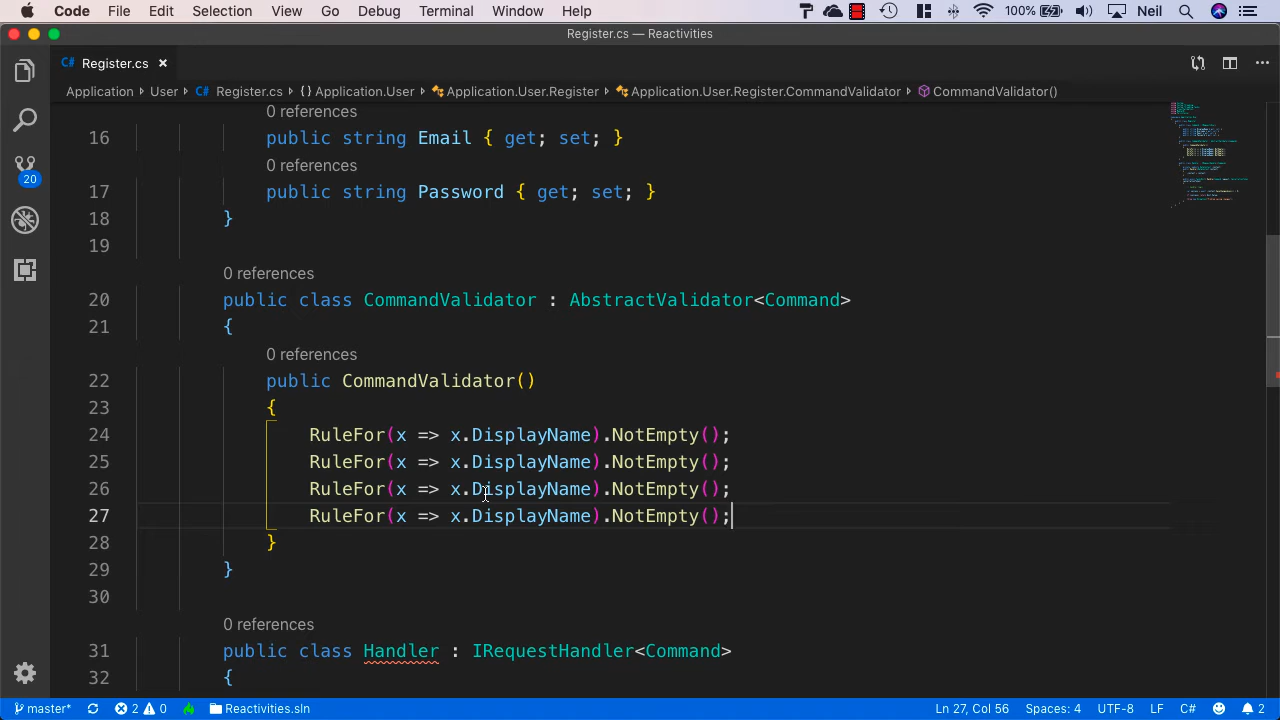 Code File Edit Selection View Go Debug Terminal Window Help 100% Neil
Register.cs — Reactivities
C# Register.cs
Application > User > C# Register.cs > {} Application.User > Application.User.Register > Application.User.Register.CommandValidator > CommandValidator()
0 references
16 public string Email { get; set; }
0 references
17 public string Password { get; set; }
18 }
19
0 references
20 public class CommandValidator : AbstractValidator<Command>
21 {
0 references
22 public CommandValidator()
23 {
24 RuleFor(x => x.DisplayName).NotEmpty();
25 RuleFor(x => x.DisplayName).NotEmpty();
26 RuleFor(x => x.DisplayName).NotEmpty();
27 RuleFor(x => x.DisplayName).NotEmpty();
28 }
29 }
30
0 references
31 public class Handler : IRequestHandler<Command>
32 {
20
master* 2 0 Reactivities.sln Ln 27, Col 56 Spaces: 4 UTF-8 LF C# 2